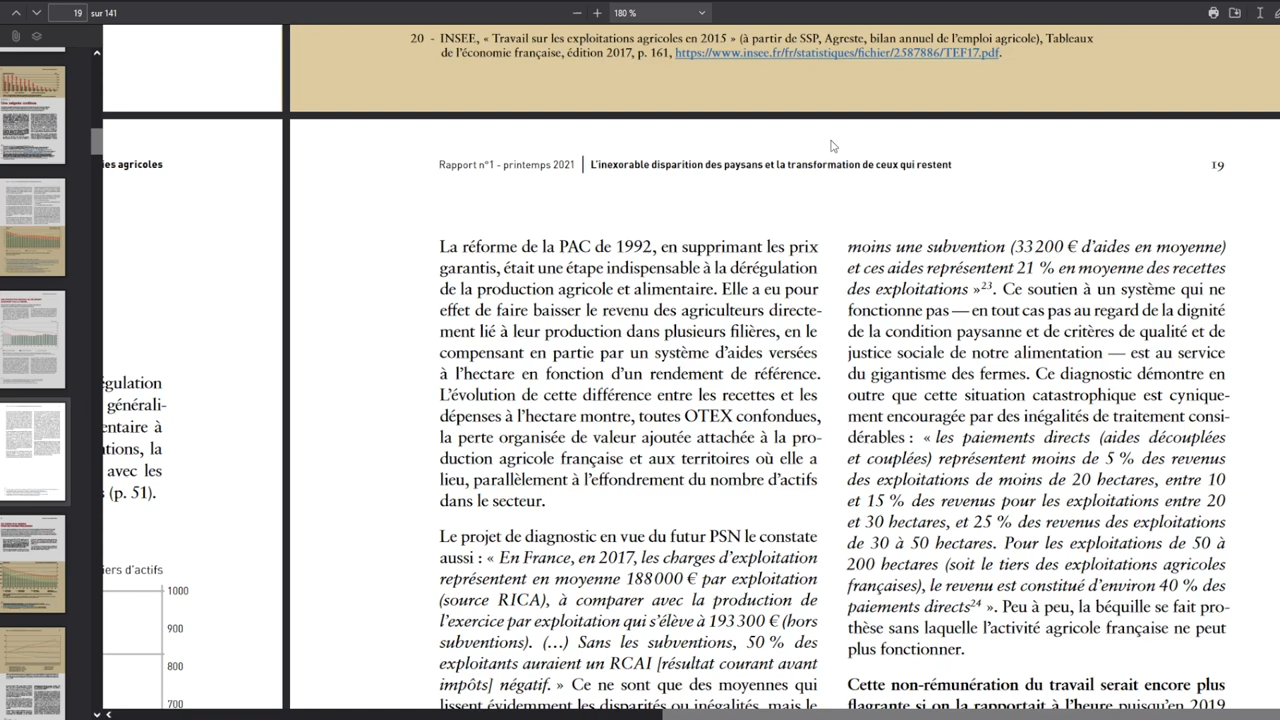 19 sur 141
180 %
20 - INSEE, « Travail sur les exploitations agricoles en 2015 » (à partir de SSP, Agreste, bilan annuel de l'emploi agricole), Tableaux
de l'économie française, édition 2017, p. 161, https://www.insee.fr/fr/statistiques/fichier/2587886/TEF17.pdf.
ies agricoles
égulation
générali-
entaire à
ntions, la
avec les
s (p. 51).
iers d'actifs
1000
900
800
700
Rapport n°1 - printemps 2021 | L'inexorable disparition des paysans et la transformation de ceux qui restent
19
La réforme de la PAC de 1992, en supprimant les prix
garantis, était une étape indispensable à la dérégulation
de la production agricole et alimentaire. Elle a eu pour
effet de faire baisser le revenu des agriculteurs directe-
ment lié à leur production dans plusieurs filières, en le
compensant en partie par un système d'aides versées
à l'hectare en fonction d'un rendement de référence.
L'évolution de cette différence entre les recettes et les
dépenses à l'hectare montre, toutes OTEX confondues,
la perte organisée de valeur ajoutée attachée à la pro-
duction agricole française et aux territoires où elle a
lieu, parallèlement à l'effondrement du nombre d'actifs
dans le secteur.
Le projet de diagnostic en vue du futur PSN le constate
aussi : « En France, en 2017, les charges d'exploitation
représentent en moyenne 188 000 € par exploitation
(source RICA), à comparer avec la production de
l'exercice par exploitation qui s'élève à 193 300 € (hors
subventions). (…) Sans les subventions, 50 % des
exploitants auraient un RCAI [résultat courant avant
impôts] négatif. » Ce ne sont que des moyennes qui
lissent évidemment les disparités ou inégalités, mais le
moins une subvention (33 200 € d'aides en moyenne)
et ces aides représentent 21 % en moyenne des recettes
des exploitations »23. Ce soutien à un système qui ne
fonctionne pas — en tout cas pas au regard de la dignité
de la condition paysanne et de critères de qualité et de
justice sociale de notre alimentation — est au service
du gigantisme des fermes. Ce diagnostic démontre en
outre que cette situation catastrophique est cynique-
ment encouragée par des inégalités de traitement consi-
dérables : « les paiements directs (aides découplées
et couplées) représentent moins de 5 % des revenus
des exploitations de moins de 20 hectares, entre 10
et 15 % des revenus pour les exploitations entre 20
et 30 hectares, et 25 % des revenus des exploitations
de 30 à 50 hectares. Pour les exploitations de 50 à
200 hectares (soit le tiers des exploitations agricoles
françaises), le revenu est constitué d'environ 40 % des
paiements directs24 ». Peu à peu, la béquille se fait pro-
thèse sans laquelle l'activité agricole française ne peut
plus fonctionner.
Cette non-rémunération du travail serait encore plus
flagrante si on la rapportait à l'heure puisqu'en 2019